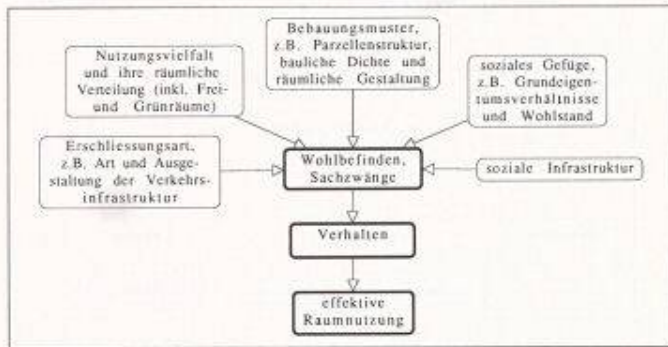 Bebauungsmuster,
z.B. Parzellenstruktur,
bauliche Dichte und
räumliche Gestaltung
Nutzungsvielfalt
und ihre räumliche
Verteilung (inkl. Frei-
und Grünräume)
soziales Gefüge,
z.B. Grundeigen-
tumsverhältnisse
und Wohlstand
Erschliessungsart,
z.B. Art und Ausge-
staltung der Verkehrs-
infrastruktur
Wohlbefinden,
Sachzwänge
soziale Infrastruktur
Verhalten
effektive
Raumnutzung